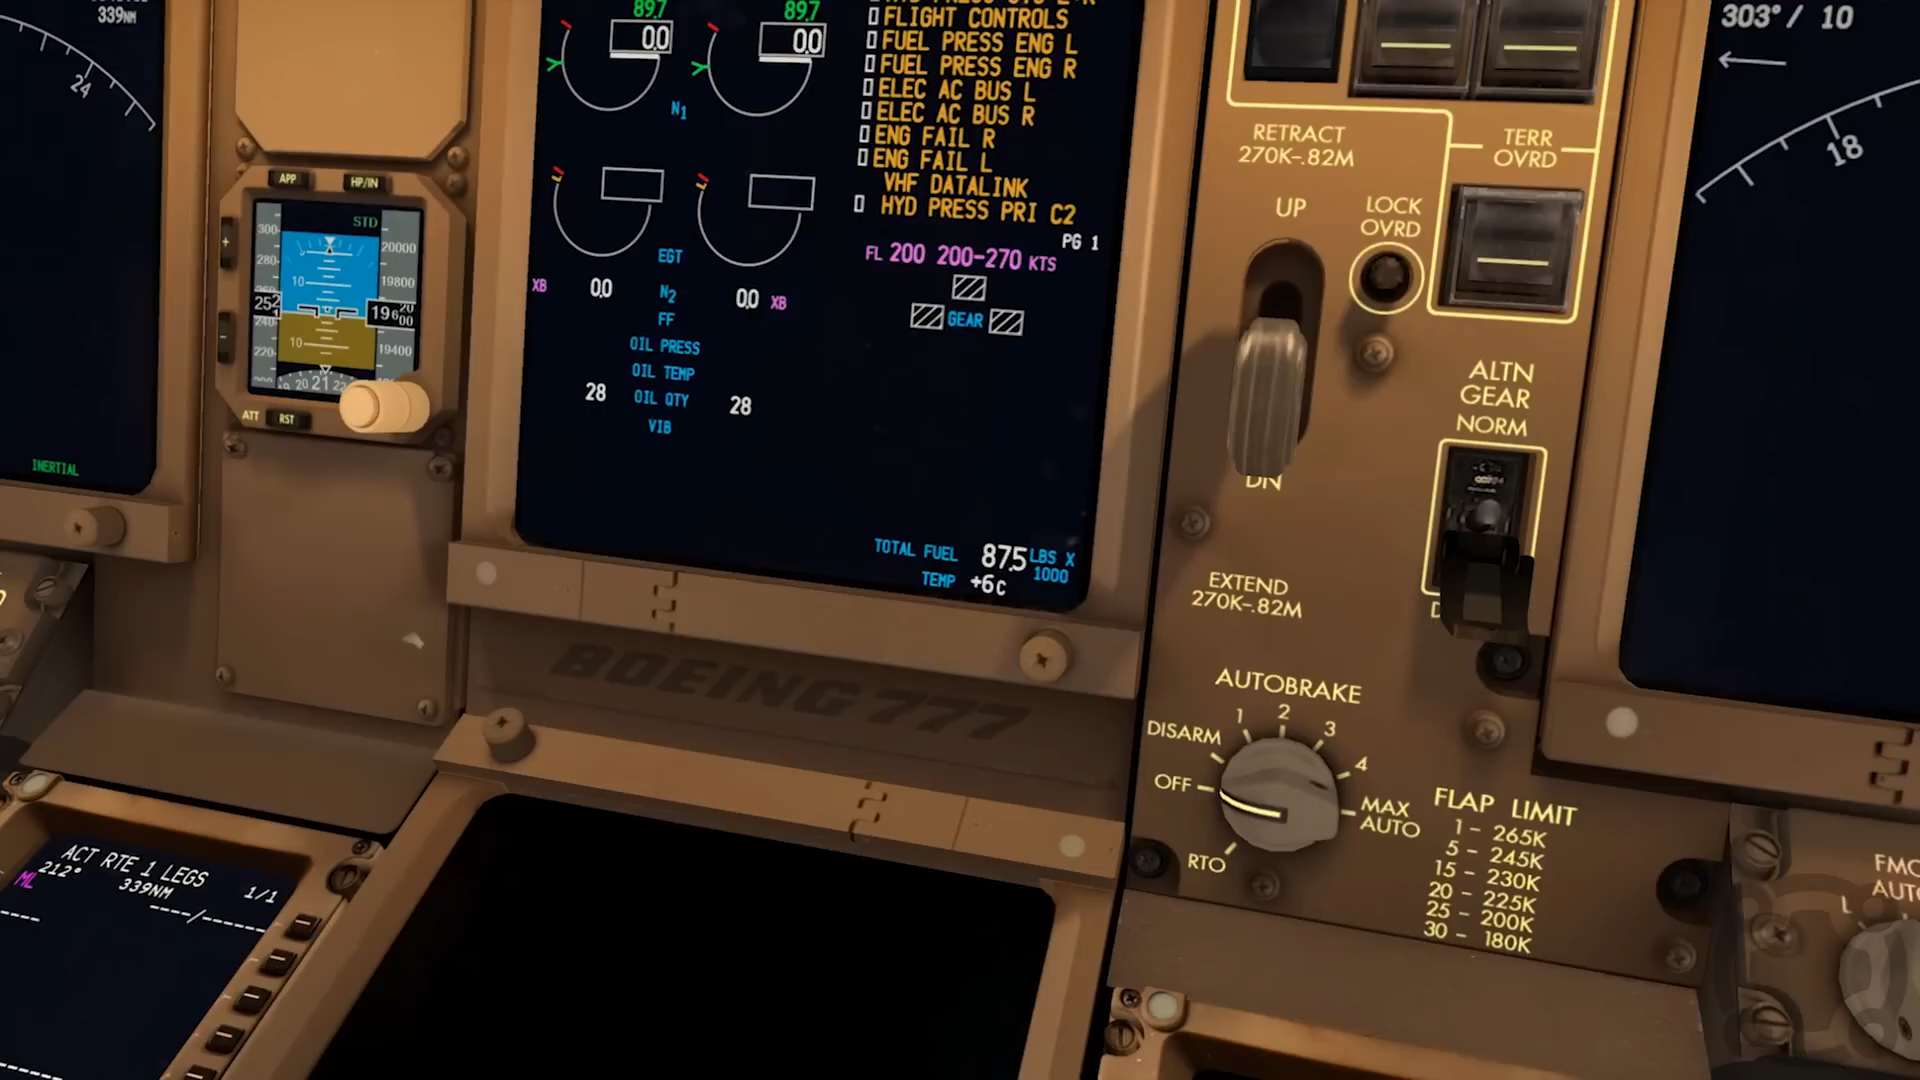 339NM
24
INERTIAL
APP
HP/IN
STD
300
280
252
240
220
10
10
20 21 22
20000
19800
19600
20
19400
ATT
RST
89.7
89.7
0.0
0.0
N1
EGT
XB
0.0
N2
0.0
XB
FF
OIL PRESS
OIL TEMP
28
OIL QTY
28
VIB
FLIGHT CONTROLS
FUEL PRESS ENG L
FUEL PRESS ENG R
ELEC AC BUS L
ELEC AC BUS R
ENG FAIL R
ENG FAIL L
VHF DATALINK
HYD PRESS PRI C2
PG 1
FL 200 200-270 KTS
GEAR
TOTAL FUEL 87.5 LBS X
1000
TEMP +6c
BOEING 777
ACT RTE 1 LEGS
1/1
212°
339NM
ML
----/------
RETRACT
270K-.82M
UP
LOCK
OVRD
TERR
OVRD
DN
ALTN
GEAR
NORM
EXTEND
270K-.82M
AUTOBRAKE
DISARM
1
2
3
4
OFF
MAX
AUTO
RTO
FLAP LIMIT
1 - 265K
5 - 245K
15 - 230K
20 - 225K
25 - 200K
30 - 180K
303°/ 10
18
FMC
L